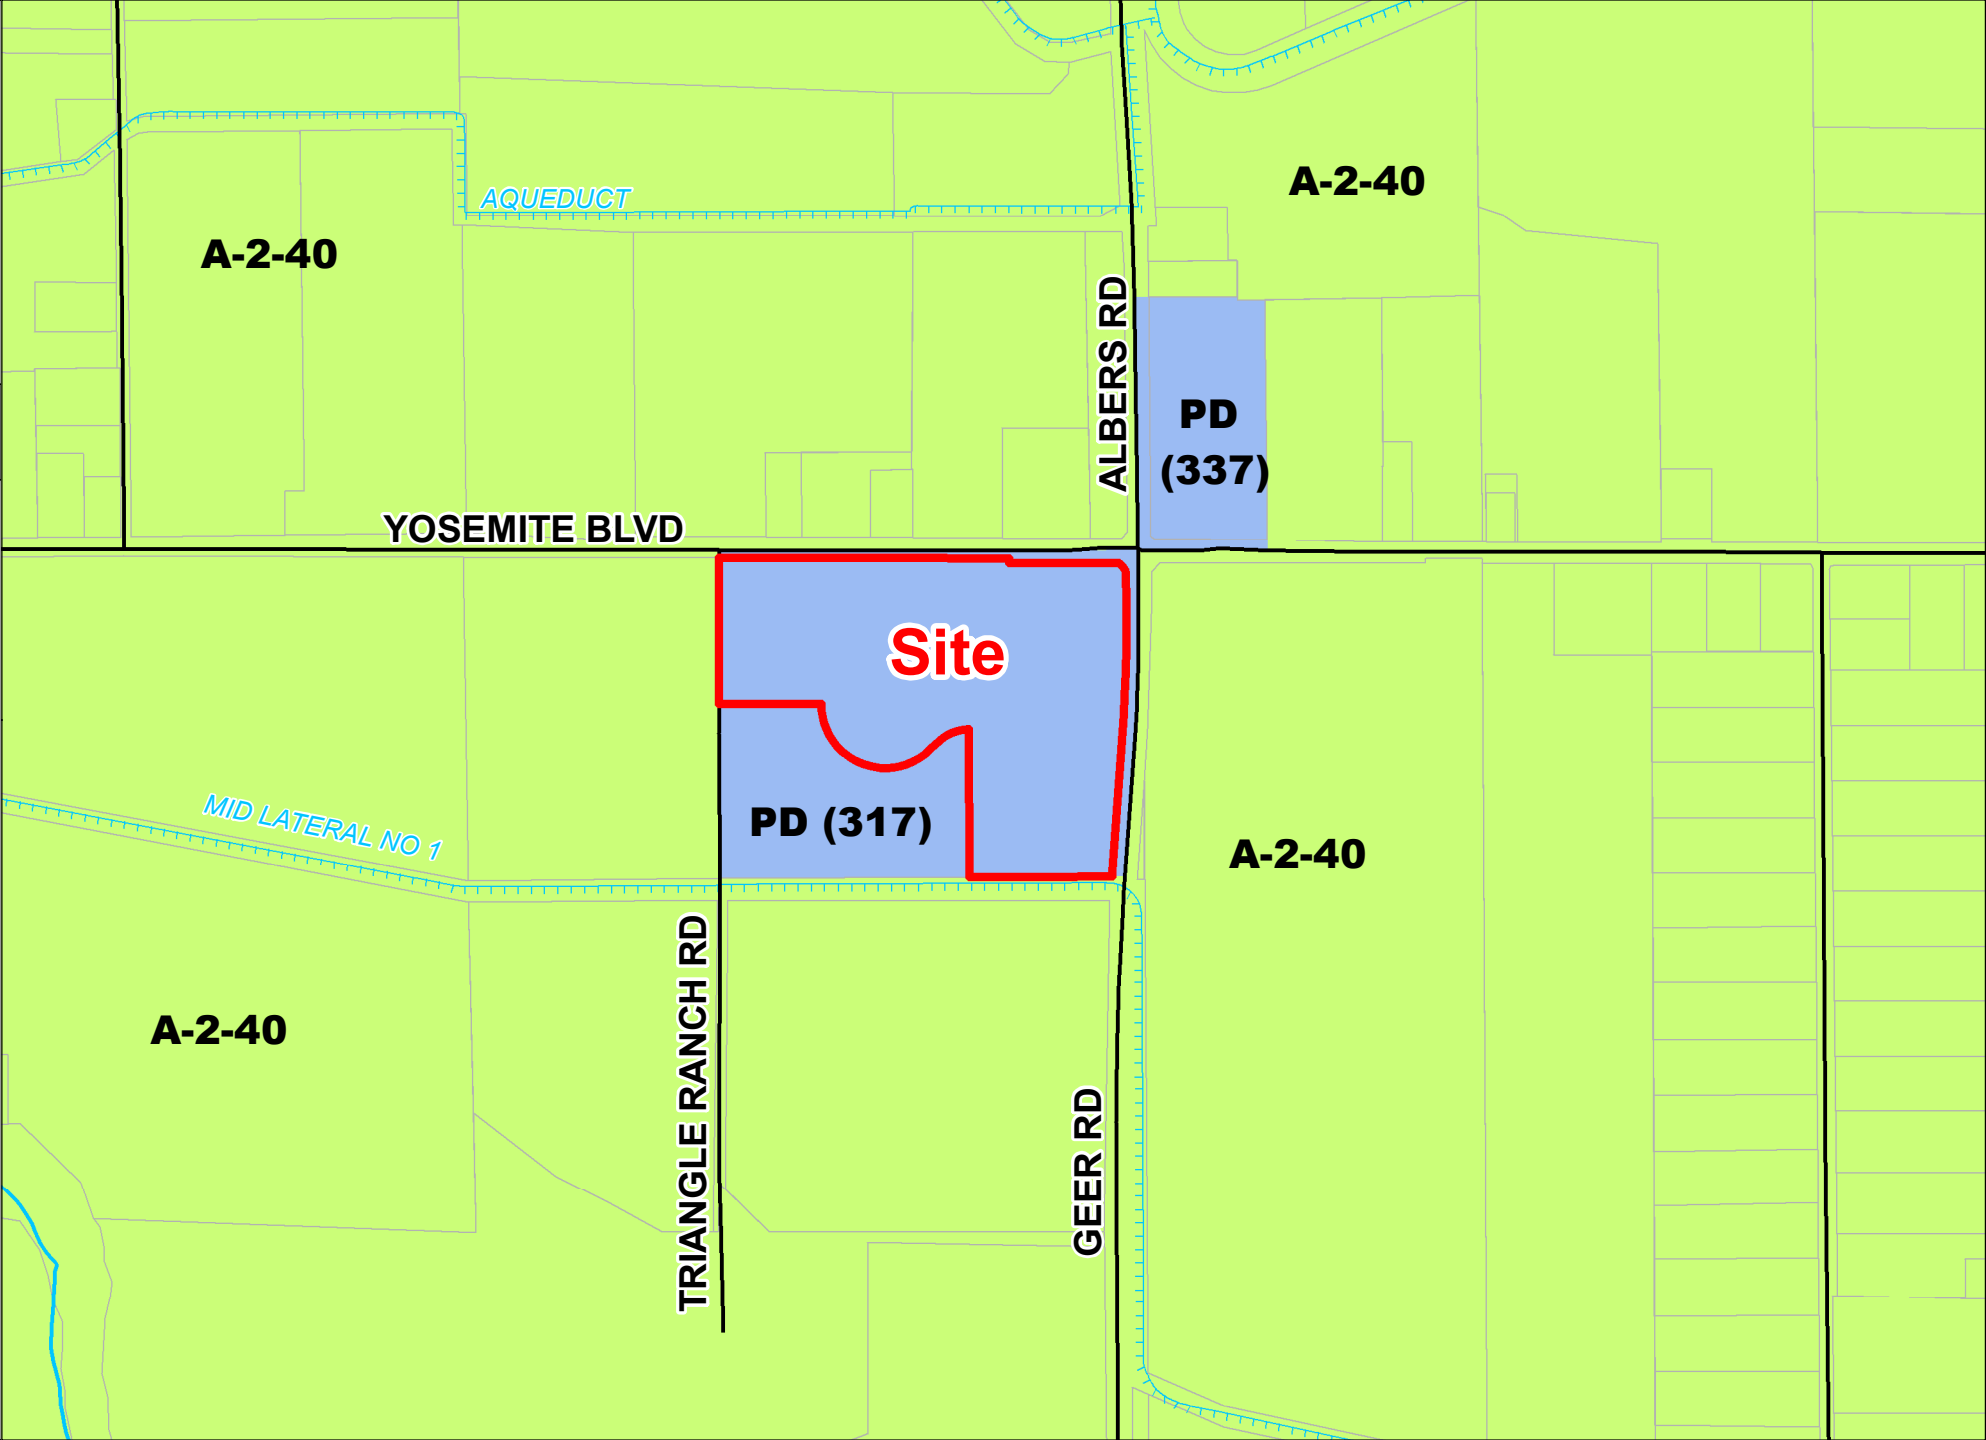 A-2-40
AQUEDUCT
A-2-40
ALBERS RD
PD
(337)
YOSEMITE BLVD
Site
MID LATERAL NO 1
PD (317)
A-2-40
A-2-40
TRIANGLE RANCH RD
GEER RD